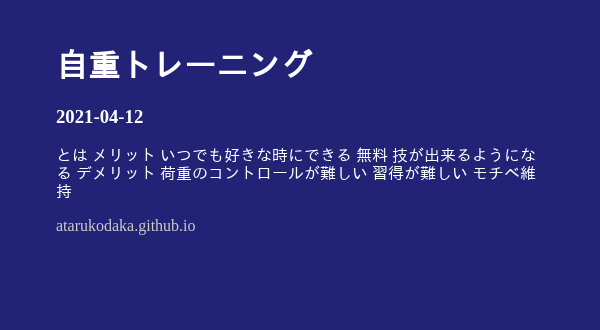 自重トレーニング
2021-04-12
とは メリット いつでも好きな時にできる 無料 技が出来るようにな
る デメリット 荷重のコントロールが難しい 習得が難しい モチベ維
持
atarukodaka.github.io